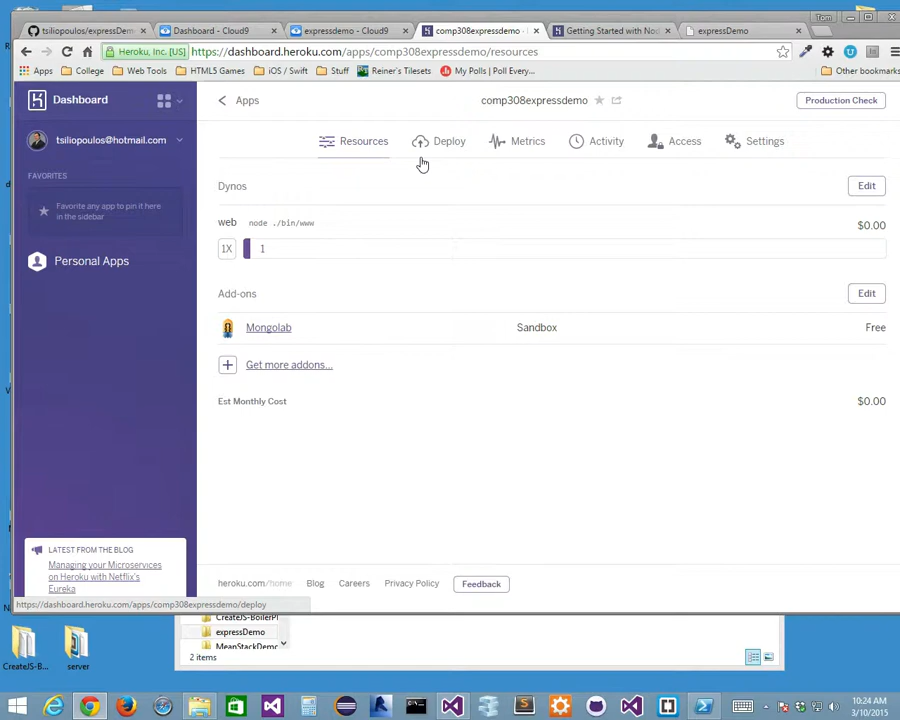 Tom
tsiliopoulos/expressDem
Dashboard - Cloud9
expressdemo - Cloud9
comp308expressdemo
Getting Started with Nod
expressDemo
Heroku, Inc. [US]
https://dashboard.heroku.com/apps/comp308expressdemo/resources
Apps
College
Web Tools
HTML5 Games
iOS / Swift
Stuff
Reiner's Tilesets
My Polls | Poll Every...
Other bookmarks
Dashboard
Apps
comp308expressdemo
Production Check
tsiliopoulos@hotmail.com
Resources
Deploy
Metrics
Activity
Access
Settings
FAVORITES
Favorite any app to pin it here
in the sidebar
Personal Apps
Dynos
Edit
web
node ./bin/www
$0.00
1X
1
Add-ons
Edit
Mongolab
Sandbox
Free
Get more addons...
Est Monthly Cost
$0.00
LATEST FROM THE BLOG
Managing your Microservices
on Heroku with Netflix's
Eureka
heroku.com/home
Blog
Careers
Privacy Policy
Feedback
https://dashboard.heroku.com/apps/comp308expressdemo/deploy
CreateJS-BoilerPl
expressDemo
MeanStackDemo
2 items
CreateJS-B...
server
10:24 AM
3/10/2015